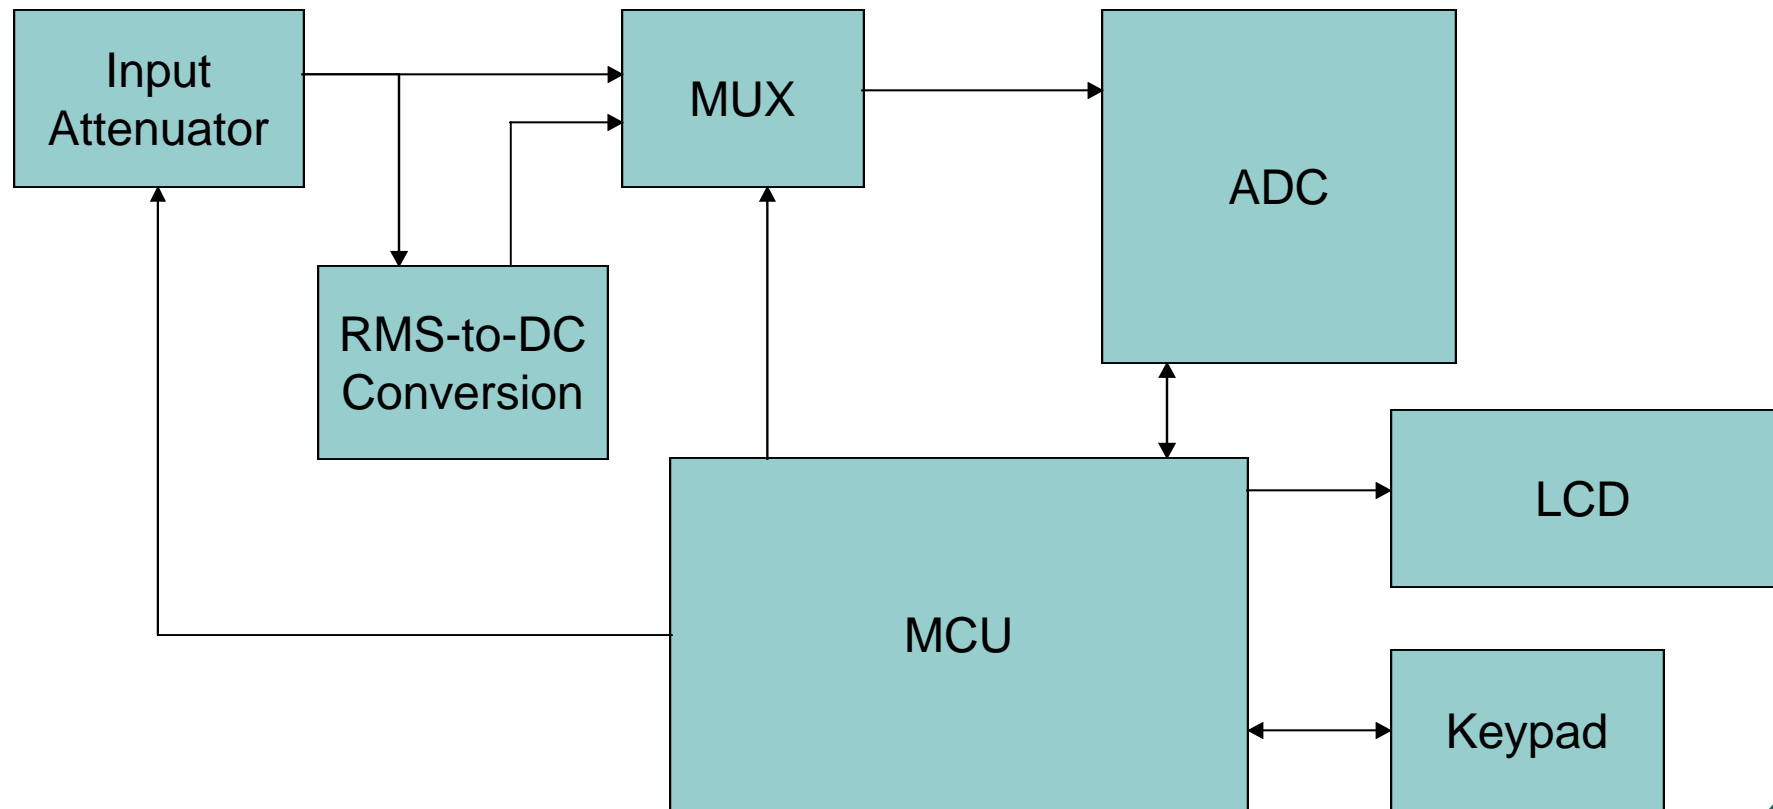 Input
Attenuator
MUX
ADC
RMS-to-DC
Conversion
LCD
MCU
Keypad